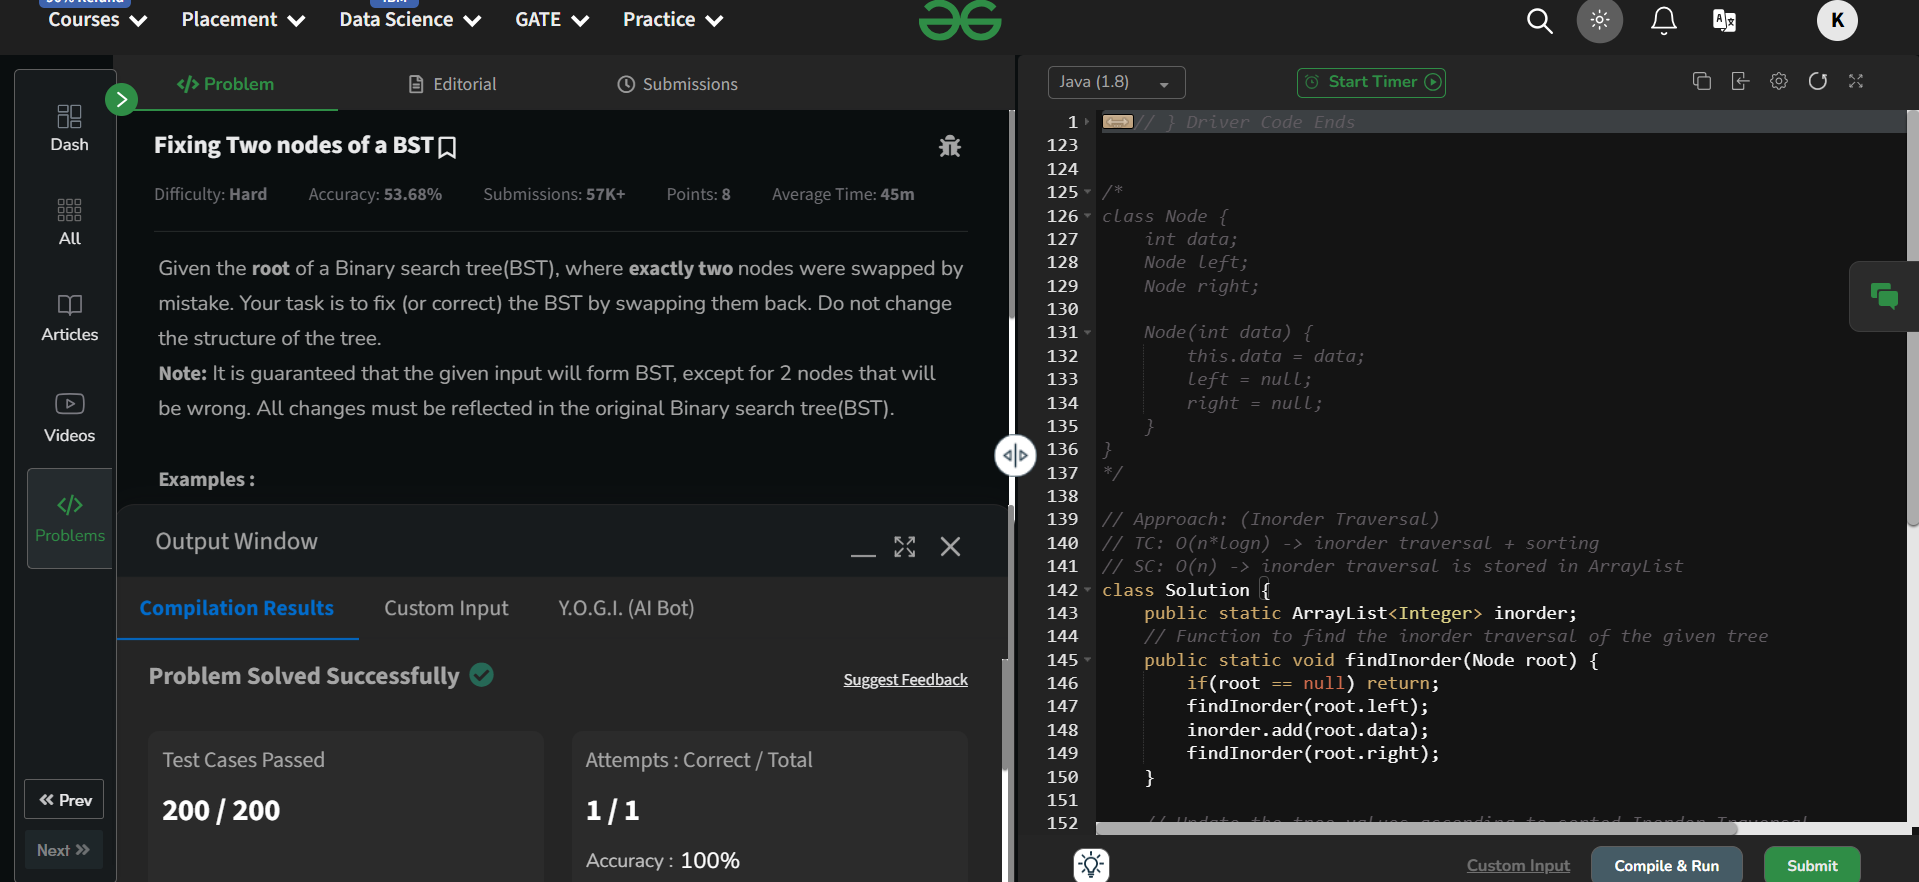 Courses
Placement
Data Science
GATE
Practice
K
Dash
All
Articles
Videos
Problems
Prev
Next
Problem
Editorial
Submissions
Fixing Two nodes of a BST
Difficulty: Hard Accuracy: 53.68% Submissions: 57K+ Points: 8 Average Time: 45m
Given the root of a Binary search tree(BST), where exactly two nodes were swapped by
mistake. Your task is to fix (or correct) the BST by swapping them back. Do not change
the structure of the tree.
Note: It is guaranteed that the given input will form BST, except for 2 nodes that will
be wrong. All changes must be reflected in the original Binary search tree(BST).
Examples :
Output Window
Compilation Results Custom Input Y.O.G.I. (AI Bot)
Problem Solved Successfully
Suggest Feedback
Test Cases Passed
200 / 200
Attempts : Correct / Total
1 / 1
Accuracy : 100%
Java (1.8)
Start Timer
1 // } Driver Code Ends
123
124
125 /*
126 class Node {
127 int data;
128 Node left;
129 Node right;
130
131 Node(int data) {
132 this.data = data;
133 left = null;
134 right = null;
135 }
136 }
137 */
138
139 // Approach: (Inorder Traversal)
140 // TC: O(n*logn) -> inorder traversal + sorting
141 // SC: O(n) -> inorder traversal is stored in ArrayList
142 class Solution {
143 public static ArrayList<Integer> inorder;
144 // Function to find the inorder traversal of the given tree
145 public static void findInorder(Node root) {
146 if(root == null) return;
147 findInorder(root.left);
148 inorder.add(root.data);
149 findInorder(root.right);
150 }
151
152 // Update the tree values according to sorted Inorder Traversal
Custom Input
Compile & Run
Submit